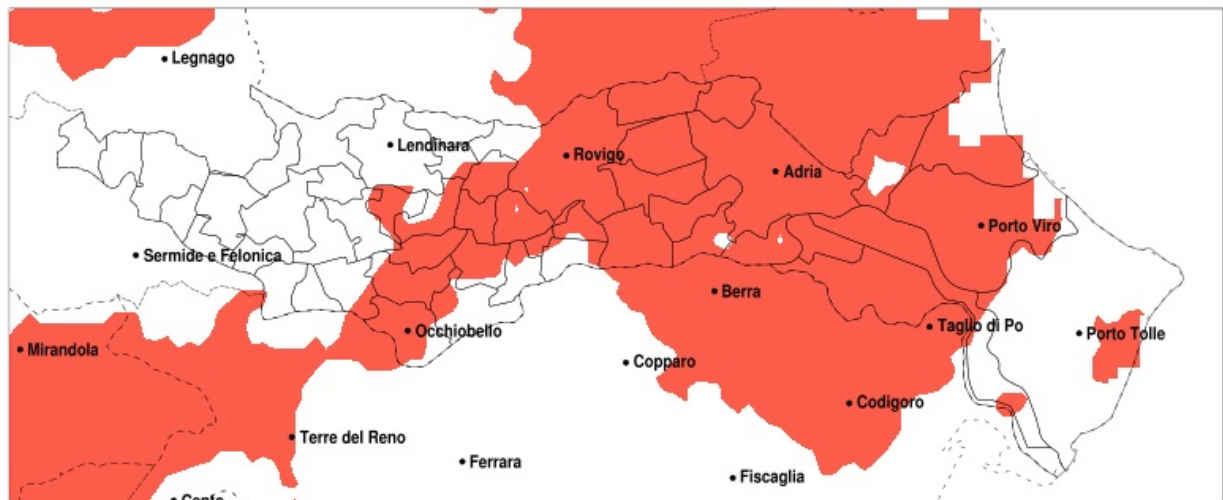 Legnago
Lendinara
Rovigo
Adria
Porto Viro
Sermide e Felonica
Berra
Occhiobello
Taglio di Po
Porto Tolle
Mirandola
Copparo
Codigoro
Terre del Reno
Ferrara
Fiscaglia